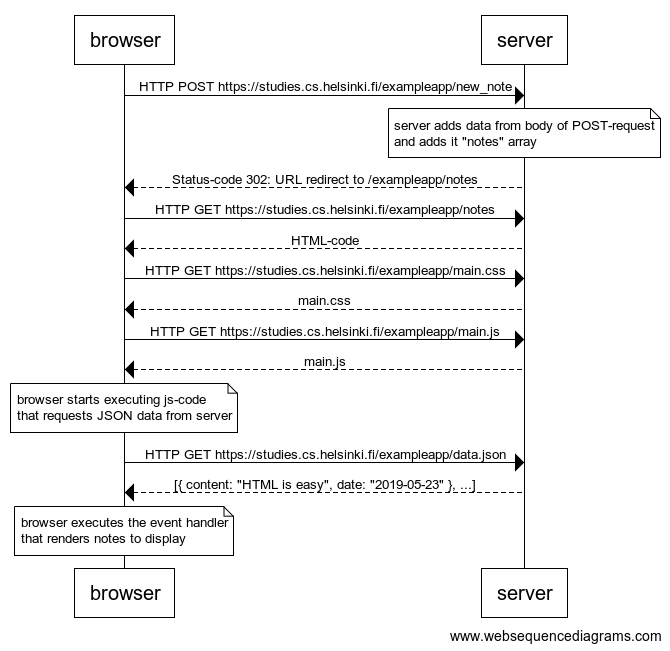 browser
server
HTTP POST https://studies.cs.helsinki.fi/exampleapp/new_note
server adds data from body of POST-request
and adds it "notes" array
Status-code 302: URL redirect to /exampleapp/notes
HTTP GET https://studies.cs.helsinki.fi/exampleapp/notes
HTML-code
HTTP GET https://studies.cs.helsinki.fi/exampleapp/main.css
main.css
HTTP GET https://studies.cs.helsinki.fi/exampleapp/main.js
main.js
browser starts executing js-code
that requests JSON data from server
HTTP GET https://studies.cs.helsinki.fi/exampleapp/data.json
[{ content: "HTML is easy", date: "2019-05-23" }, ...]
browser executes the event handler
that renders notes to display
browser
server
www.websequencediagrams.com